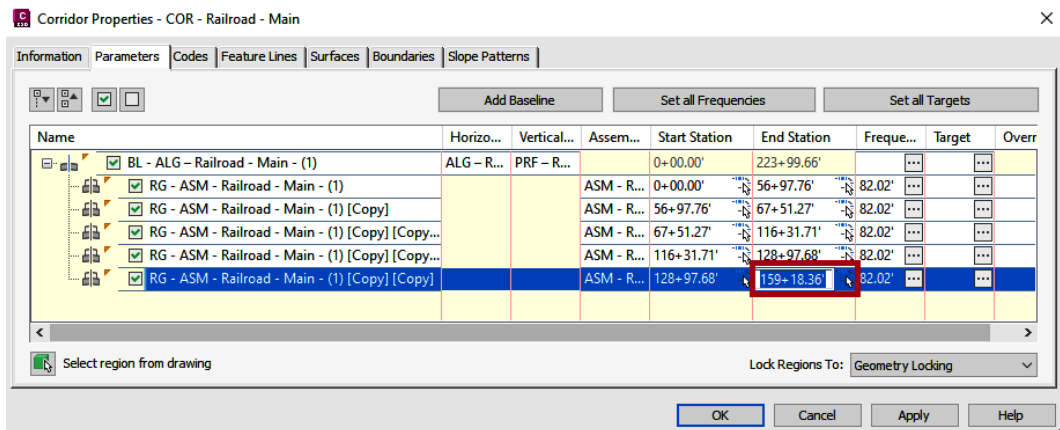 C
C3D
Corridor Properties - COR - Railroad - Main
Information Parameters Codes Feature Lines Surfaces Boundaries Slope Patterns
Add Baseline Set all Frequencies Set all Targets
Name Horizo... Vertical... Assem... Start Station End Station Freque... Target Overr
BL - ALG – Railroad - Main - (1) ALG – R... PRF – R... 0+00.00' 223+99.66' ... ...
RG - ASM - Railroad - Main - (1) ASM - R... 0+00.00' 56+97.76' 82.02' ... ...
RG - ASM - Railroad - Main - (1) [Copy] ASM - R... 56+97.76' 67+51.27' 82.02' ... ...
RG - ASM - Railroad - Main - (1) [Copy] [Copy... ASM - R... 67+51.27' 116+31.71' 82.02' ... ...
RG - ASM - Railroad - Main - (1) [Copy] [Copy... ASM - R... 116+31.71' 128+97.68' 82.02' ... ...
RG - ASM - Railroad - Main - (1) [Copy] [Copy] ASM - R... 128+97.68' 159+18.36' 82.02' ... ...
Select region from drawing Lock Regions To: Geometry Locking
OK Cancel Apply Help